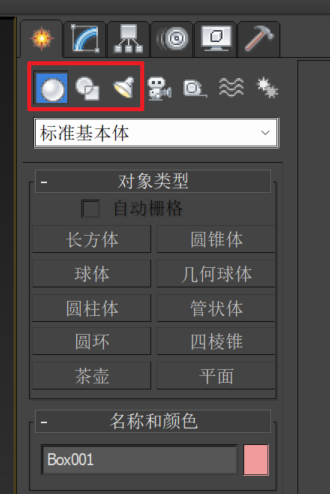 标准基本体
- 对象类型
自动栅格
长方体 圆锥体
球体 几何球体
圆柱体 管状体
圆环 四棱锥
茶壶 平面
- 名称和颜色
Box001